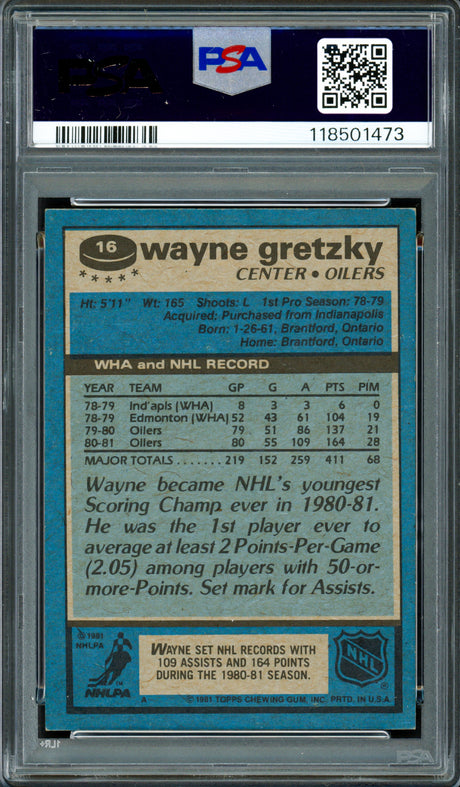 PSA
PSA
118501473
16
wayne gretzky
CENTER • OILERS
Ht: 5'11" Wt: 165 Shoots: L 1st Pro Season: 78-79
Acquired: Purchased from Indianapolis
Born: 1-26-61, Brantford, Ontario
Home: Brantford, Ontario
WHA and NHL RECORD
YEAR TEAM GP G A PTS PIM
78-79 Ind'apls (WHA) 8 3 3 6 0
78-79 Edmonton (WHA) 52 43 61 104 19
79-80 Oilers 79 51 86 137 21
80-81 Oilers 80 55 109 164 28
MAJOR TOTALS ....... 219 152 259 411 68
Wayne became NHL's youngest
Scoring Champ ever in 1980-81.
He was the 1st player ever to
average at least 2 Points-Per-Game
(2.05) among players with 50-or-
more-Points. Set mark for Assists.
© 1981
NHLPA
NHLPA
™
WAYNE SET NHL RECORDS WITH
109 ASSISTS AND 164 POINTS
DURING THE 1980-81 SEASON.
NHL
®
A © 1981 TOPPS CHEWING GUM, INC. PRTD. IN U.S.A.
PSA